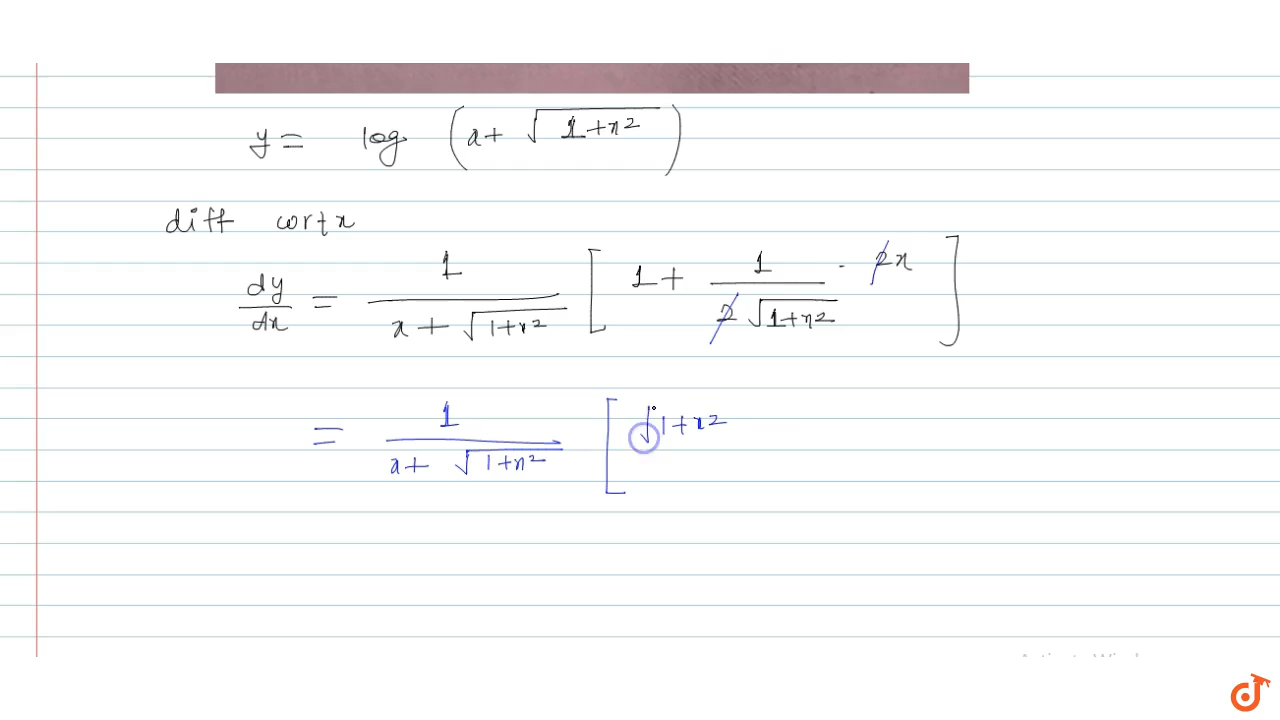 y = log (x + √(1+x²))
diff wrt x
dy/dx = 1/(x + √(1+x²)) [ 1 + 1/(2√(1+x²)) · 2x ]
= 1/(x + √(1+x²)) [ √1+x²